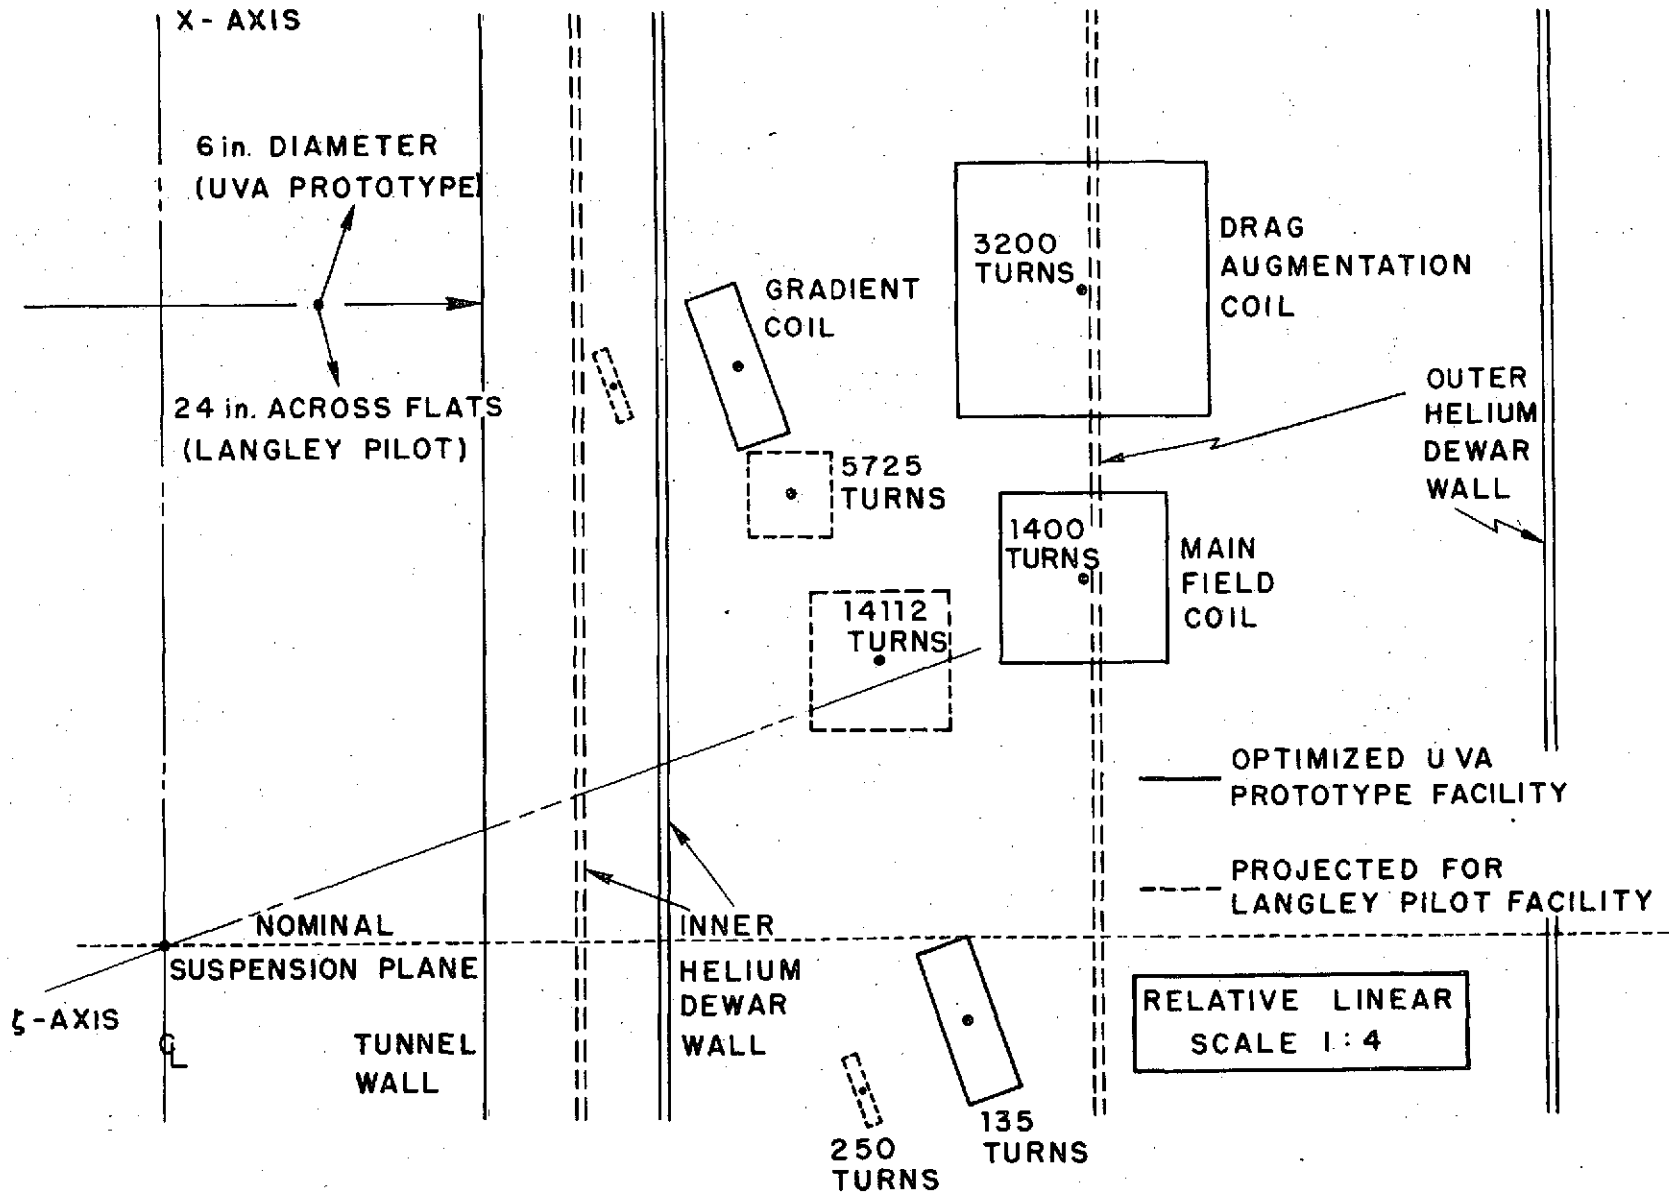 X-AXIS
6 in. DIAMETER
(UVA PROTOTYPE)
24 in. ACROSS FLATS
(LANGLEY PILOT)
GRADIENT
COIL
3200
TURNS
DRAG
AUGMENTATION
COIL
OUTER
HELIUM
DEWAR
WALL
5725
TURNS
1400
TURNS
MAIN
FIELD
COIL
14112
TURNS
OPTIMIZED UVA
PROTOTYPE FACILITY
PROJECTED FOR
LANGLEY PILOT FACILITY
NOMINAL
SUSPENSION PLANE
INNER
HELIUM
DEWAR
WALL
ξ-AXIS
CL
TUNNEL
WALL
RELATIVE LINEAR
SCALE 1:4
135
TURNS
250
TURNS